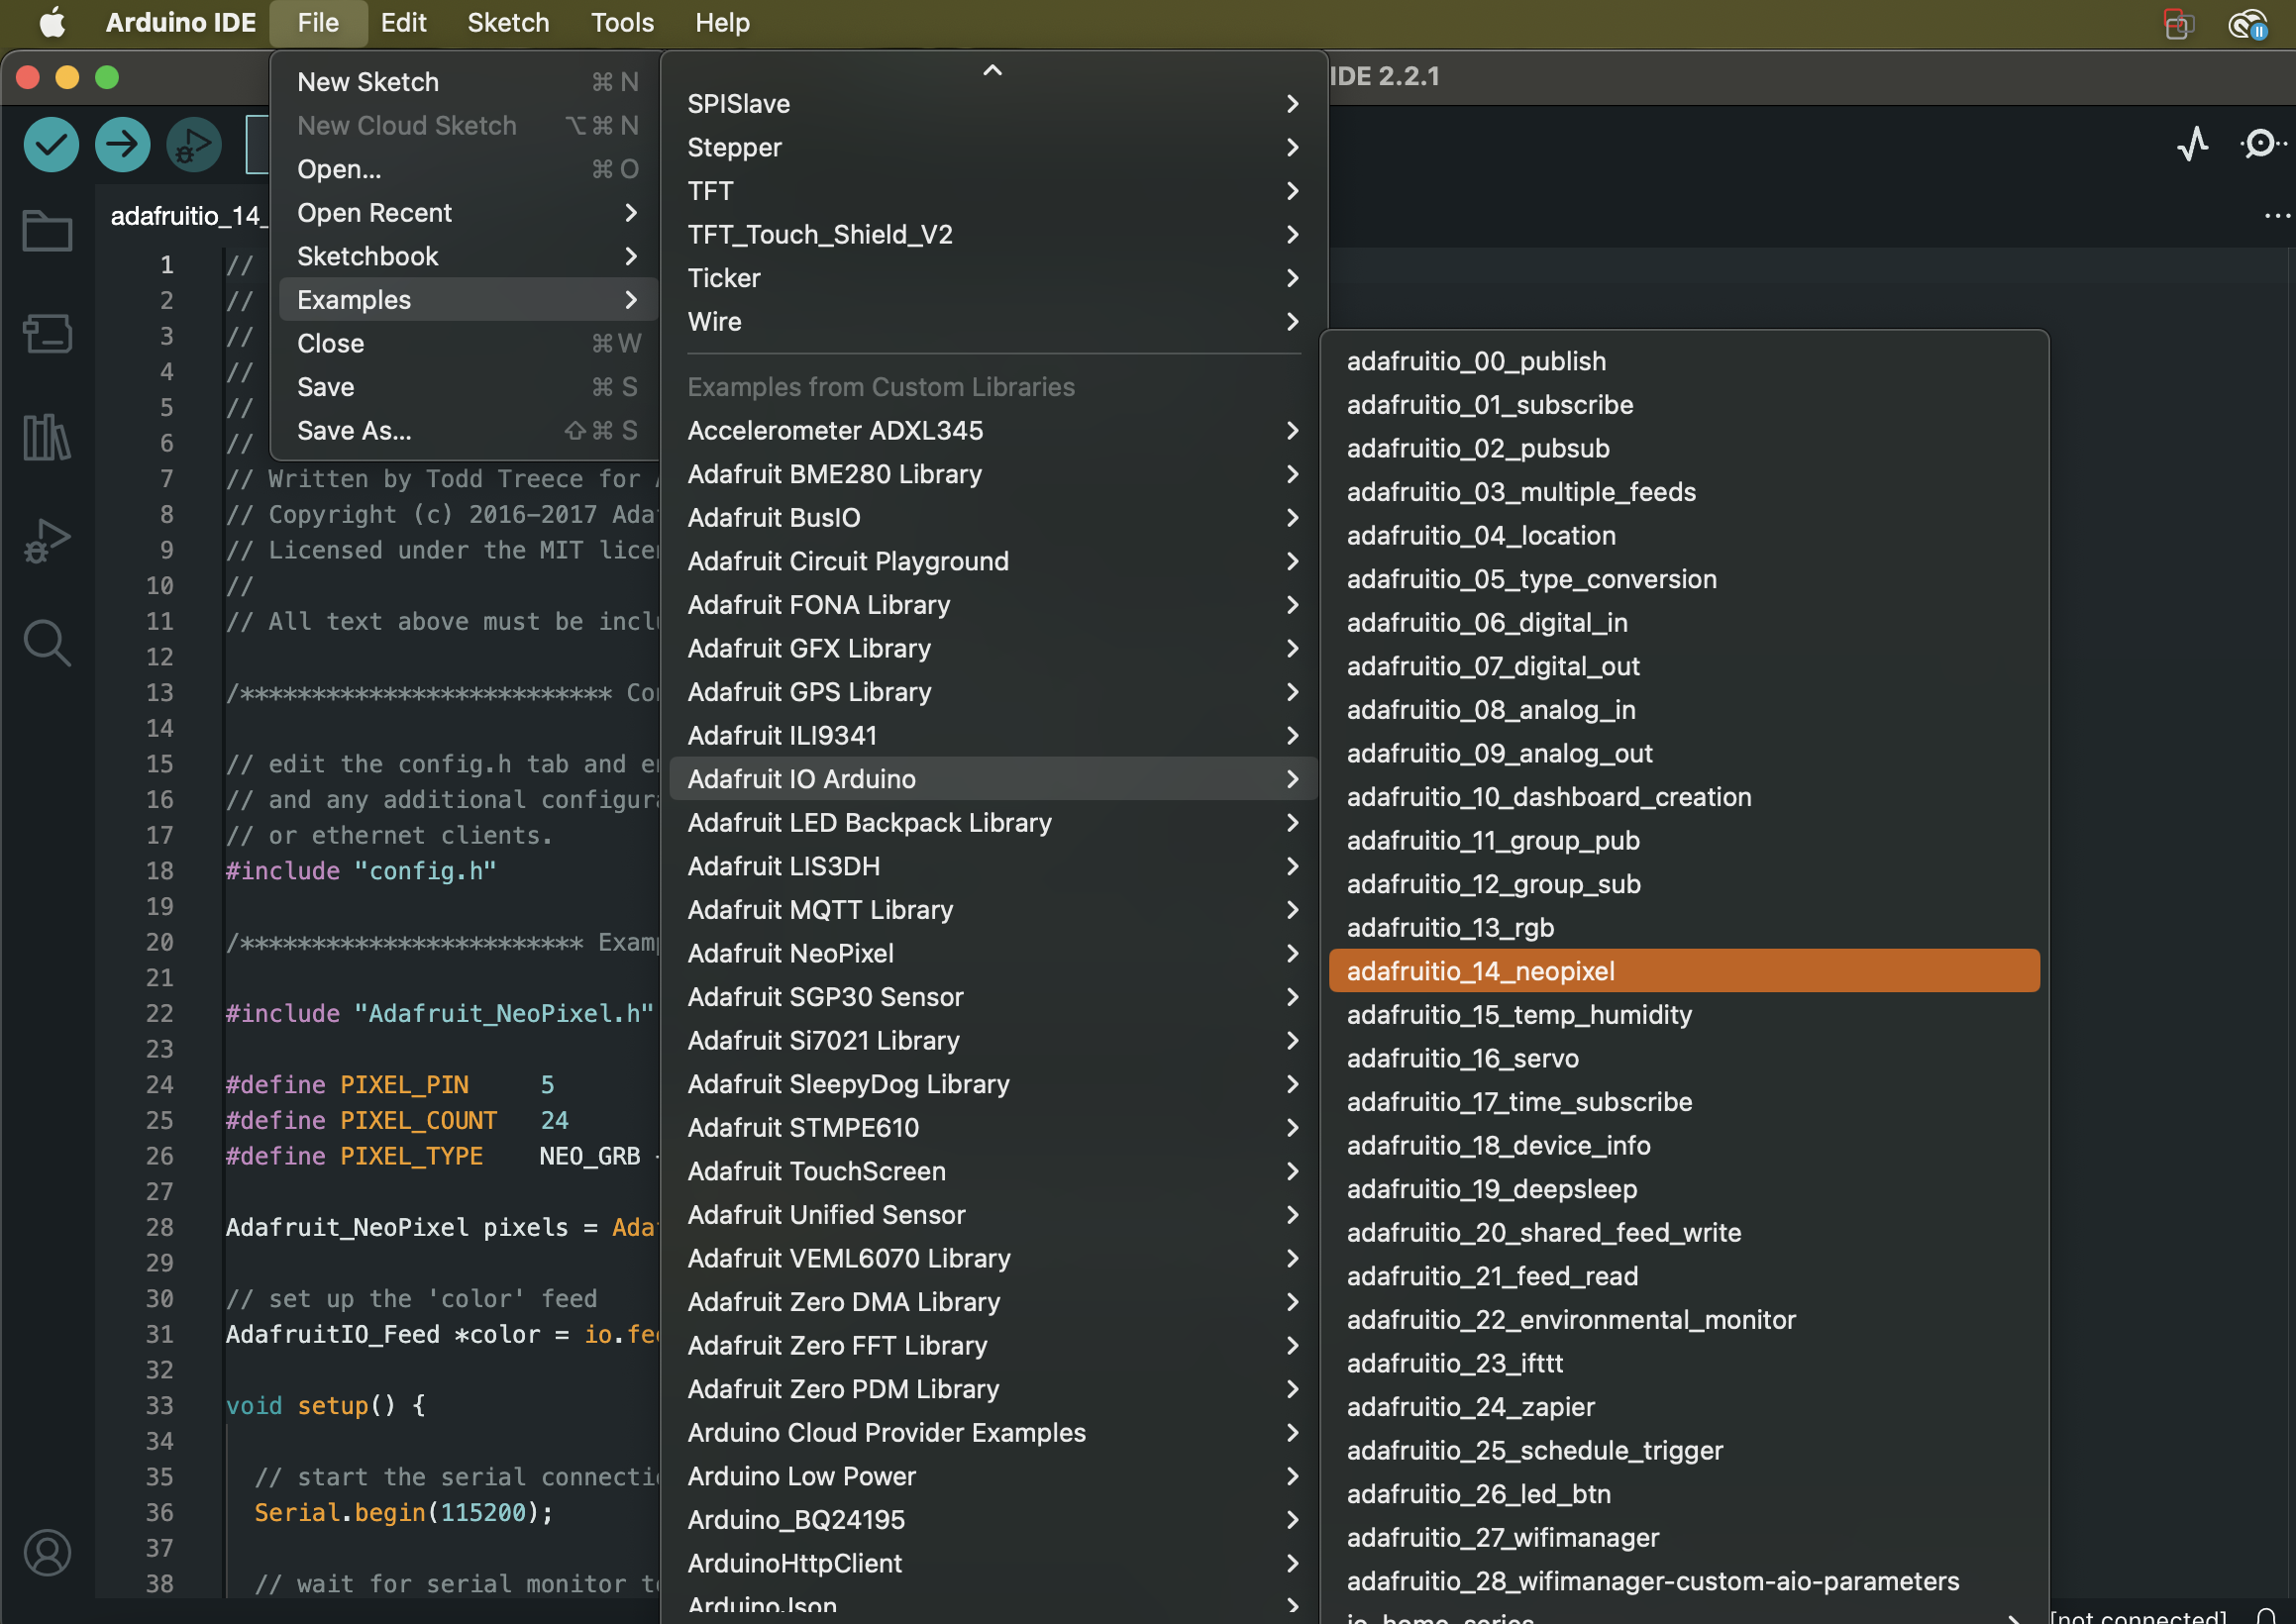 Arduino IDE File Edit Sketch Tools Help
IDE 2.2.1
New Sketch ⌘ N
New Cloud Sketch ⌥ ⌘ N
Open... ⌘ O
Open Recent
Sketchbook
Examples
Close ⌘ W
Save ⌘ S
Save As... ⇧ ⌘ S
SPISlave
Stepper
TFT
TFT_Touch_Shield_V2
Ticker
Wire
Examples from Custom Libraries
Accelerometer ADXL345
Adafruit BME280 Library
Adafruit BusIO
Adafruit Circuit Playground
Adafruit FONA Library
Adafruit GFX Library
Adafruit GPS Library
Adafruit ILI9341
Adafruit IO Arduino
Adafruit LED Backpack Library
Adafruit LIS3DH
Adafruit MQTT Library
Adafruit NeoPixel
Adafruit SGP30 Sensor
Adafruit Si7021 Library
Adafruit SleepyDog Library
Adafruit STMPE610
Adafruit TouchScreen
Adafruit Unified Sensor
Adafruit VEML6070 Library
Adafruit Zero DMA Library
Adafruit Zero FFT Library
Adafruit Zero PDM Library
Arduino Cloud Provider Examples
Arduino Low Power
Arduino_BQ24195
ArduinoHttpClient
ArduinoJson
adafruitio_00_publish
adafruitio_01_subscribe
adafruitio_02_pubsub
adafruitio_03_multiple_feeds
adafruitio_04_location
adafruitio_05_type_conversion
adafruitio_06_digital_in
adafruitio_07_digital_out
adafruitio_08_analog_in
adafruitio_09_analog_out
adafruitio_10_dashboard_creation
adafruitio_11_group_pub
adafruitio_12_group_sub
adafruitio_13_rgb
adafruitio_14_neopixel
adafruitio_15_temp_humidity
adafruitio_16_servo
adafruitio_17_time_subscribe
adafruitio_18_device_info
adafruitio_19_deepsleep
adafruitio_20_shared_feed_write
adafruitio_21_feed_read
adafruitio_22_environmental_monitor
adafruitio_23_ifttt
adafruitio_24_zapier
adafruitio_25_schedule_trigger
adafruitio_26_led_btn
adafruitio_27_wifimanager
adafruitio_28_wifimanager-custom-aio-parameters
io_home_series
adafruitio_14_
1 //
2 //
3 //
4 //
5 //
6 //
7 // Written by Todd Treece for A
8 // Copyright (c) 2016-2017 Ada
9 // Licensed under the MIT lice
10 //
11 // All text above must be incl
12
13 /************************** Co
14
15 // edit the config.h tab and e
16 // and any additional configur
17 // or ethernet clients.
18 #include "config.h"
19
20 /************************ Exam
21
22 #include "Adafruit_NeoPixel.h"
23
24 #define PIXEL_PIN 5
25 #define PIXEL_COUNT 24
26 #define PIXEL_TYPE NEO_GRB
27
28 Adafruit_NeoPixel pixels = Ada
29
30 // set up the 'color' feed
31 AdafruitIO_Feed *color = io.fe
32
33 void setup() {
34
35 // start the serial connecti
36 Serial.begin(115200);
37
38 // wait for serial monitor t
[not connected]